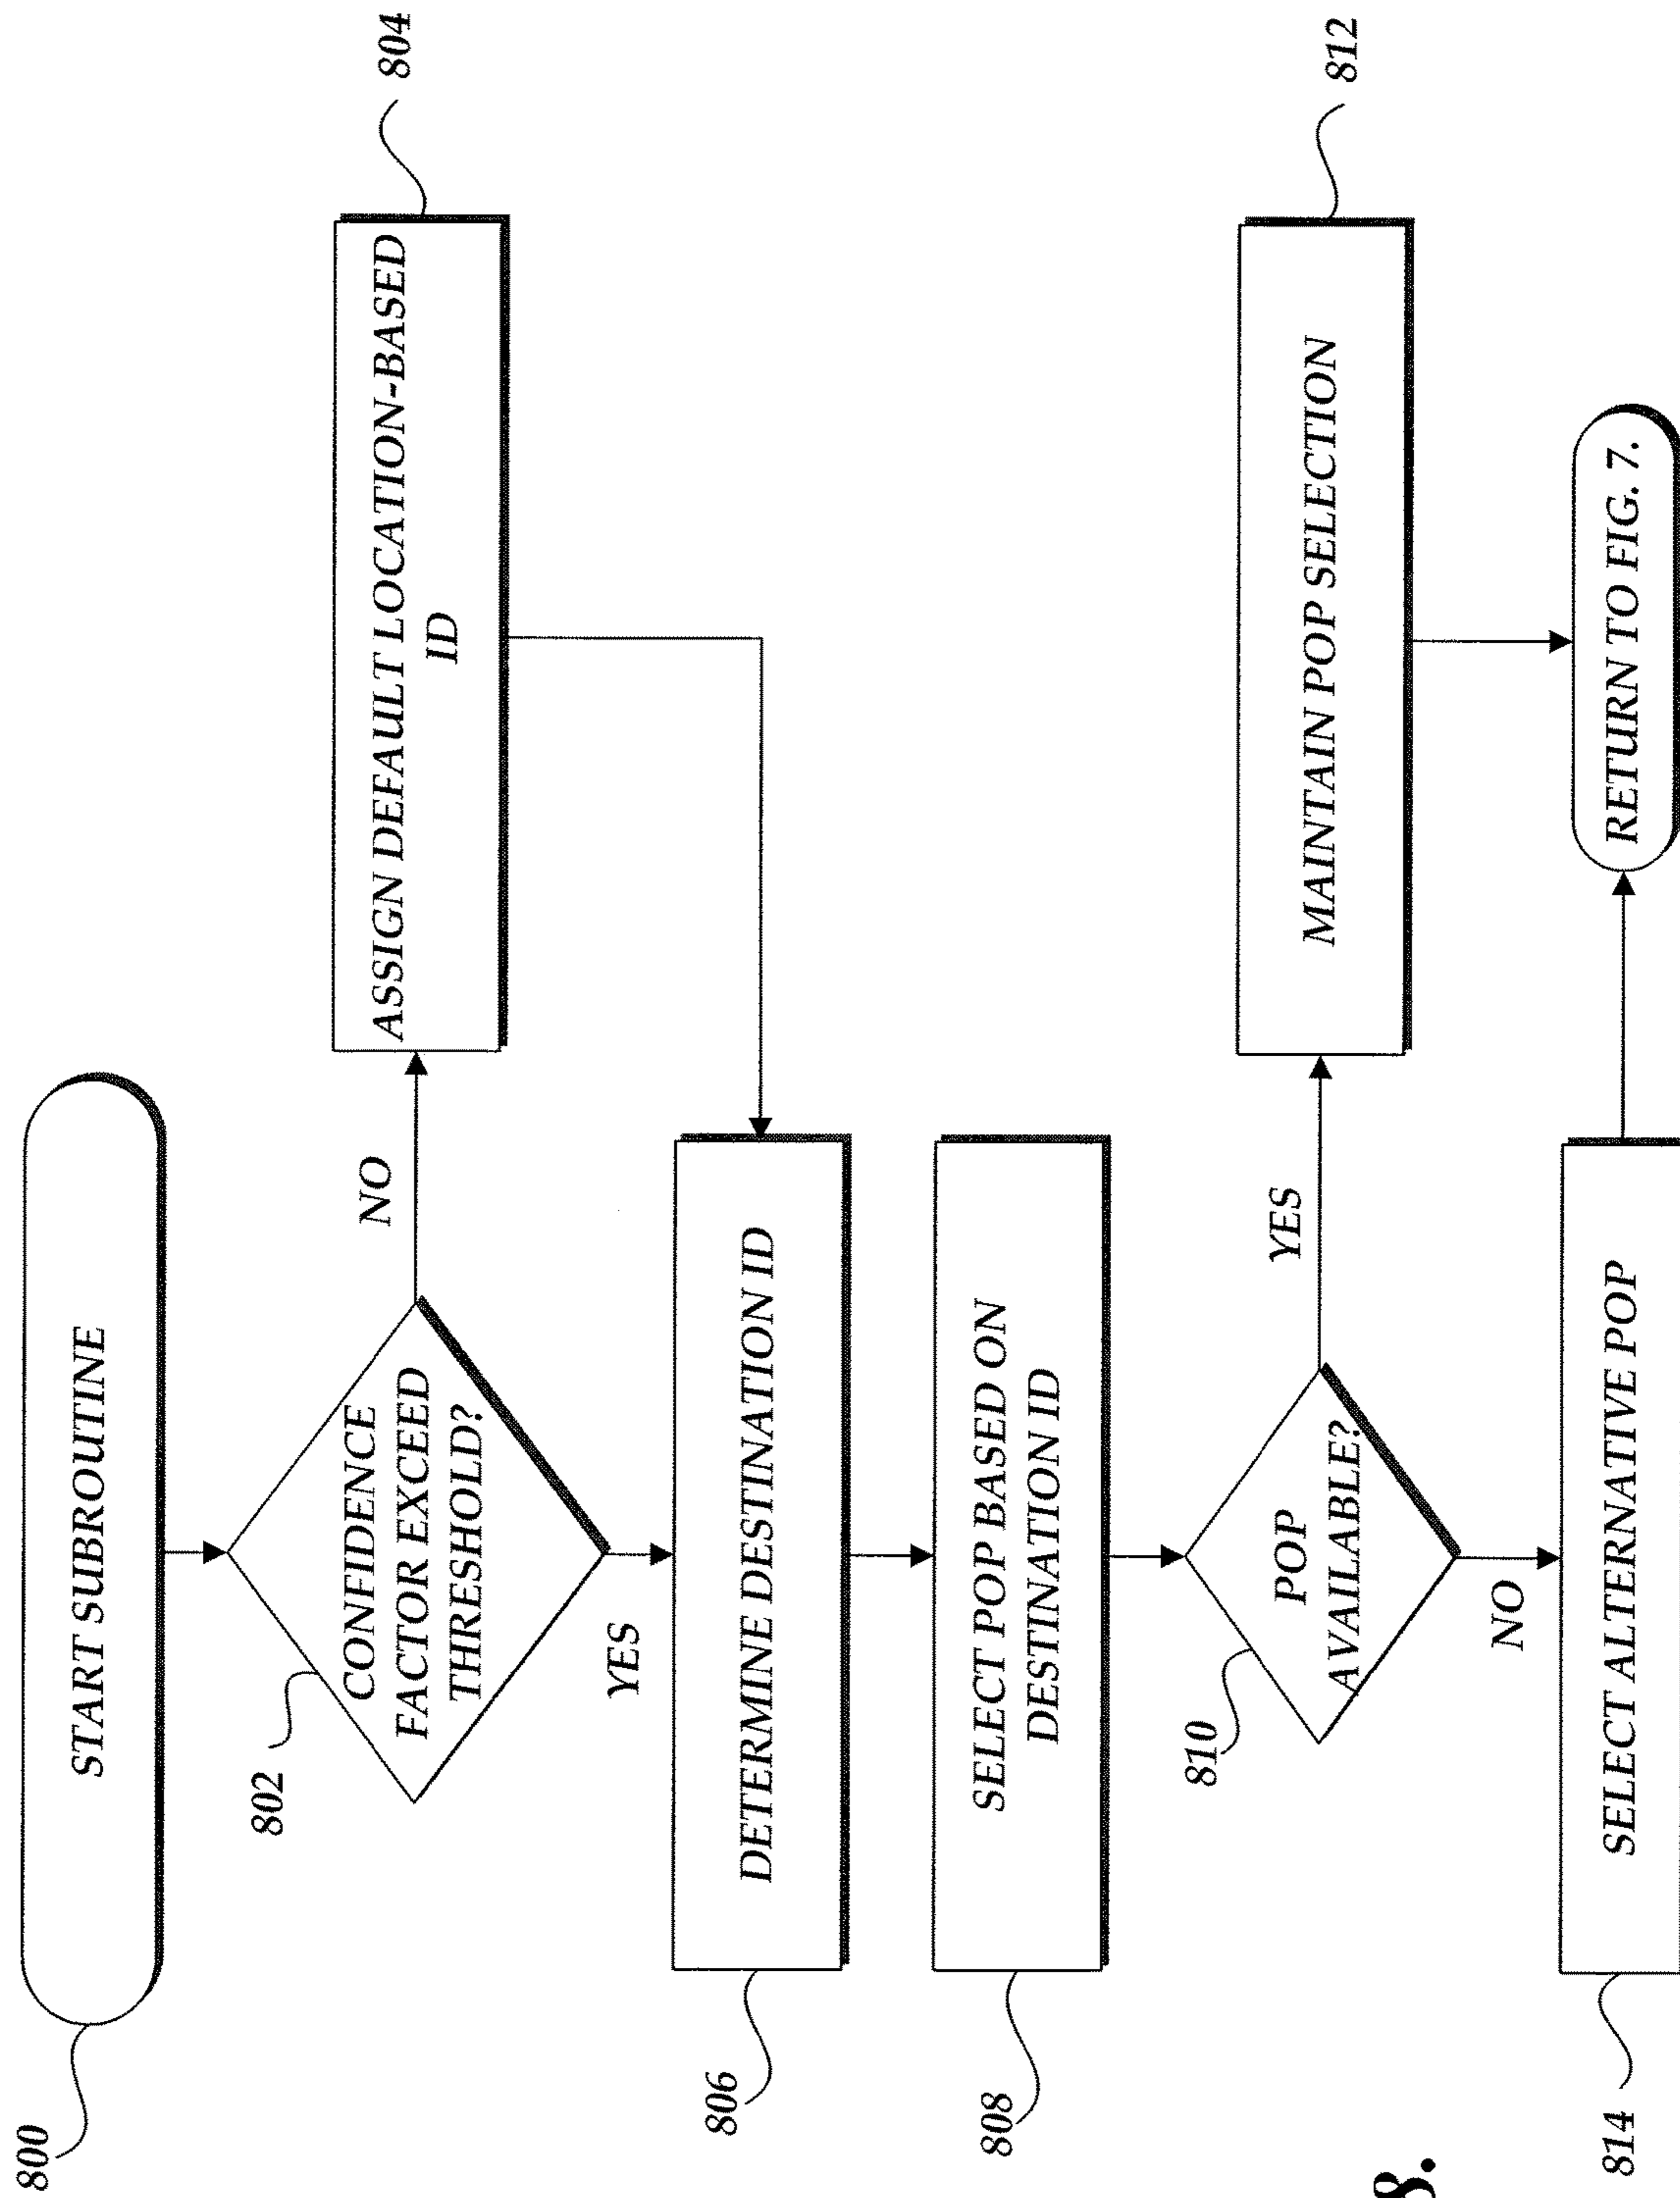 800
START SUBROUTINE
802
CONFIDENCE
FACTOR EXCEED
THRESHOLD?
NO
ASSIGN DEFAULT LOCATION-BASED
ID
804
YES
806
DETERMINE DESTINATION ID
808
SELECT POP BASED ON
DESTINATION ID
810
POP
AVAILABLE?
YES
MAINTAIN POP SELECTION
812
NO
814
SELECT ALTERNATIVE POP
RETURN TO FIG. 7.
8.